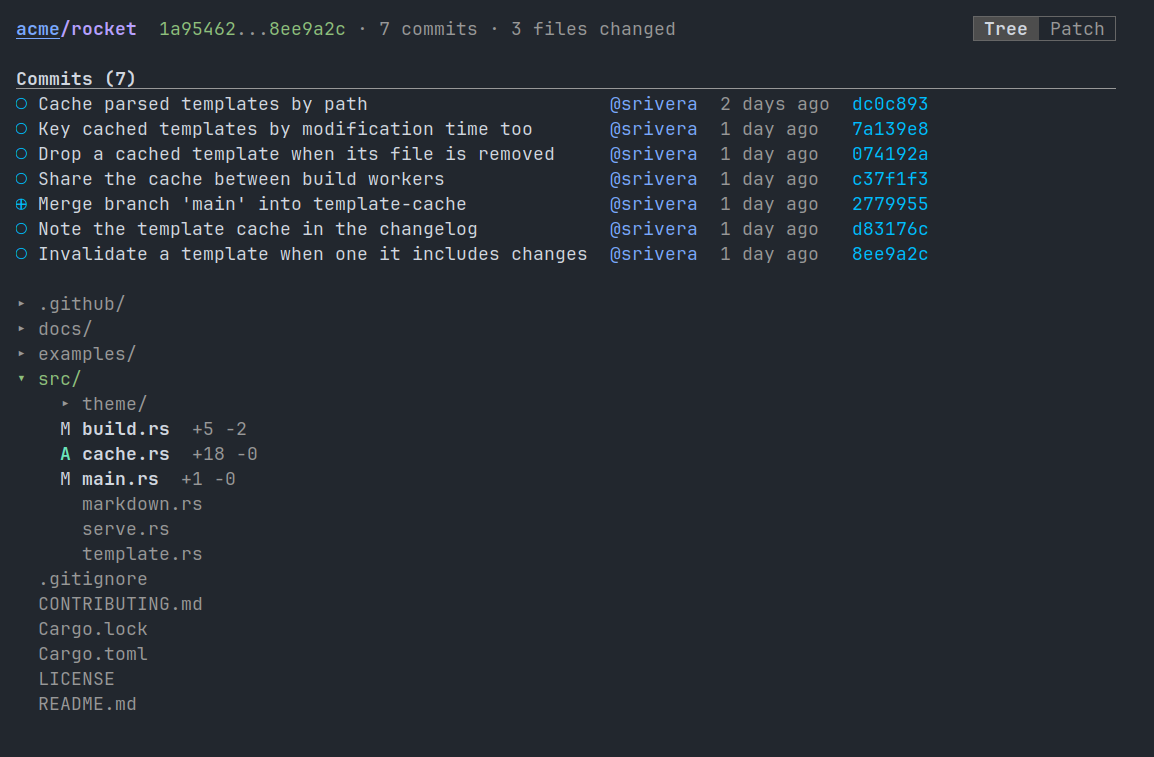 acme/rocket 1a95462...8ee9a2c · 7 commits · 3 files changed Tree Patch
Commits (7)
Cache parsed templates by path @srivera 2 days ago dc0c893
Key cached templates by modification time too @srivera 1 day ago 7a139e8
Drop a cached template when its file is removed @srivera 1 day ago 074192a
Share the cache between build workers @srivera 1 day ago c37f1f3
Merge branch 'main' into template-cache @srivera 1 day ago 2779955
Note the template cache in the changelog @srivera 1 day ago d83176c
Invalidate a template when one it includes changes @srivera 1 day ago 8ee9a2c
▸ .github/
▸ docs/
▸ examples/
▾ src/
▸ theme/
M build.rs +5 -2
A cache.rs +18 -0
M main.rs +1 -0
markdown.rs
serve.rs
template.rs
.gitignore
CONTRIBUTING.md
Cargo.lock
Cargo.toml
LICENSE
README.md